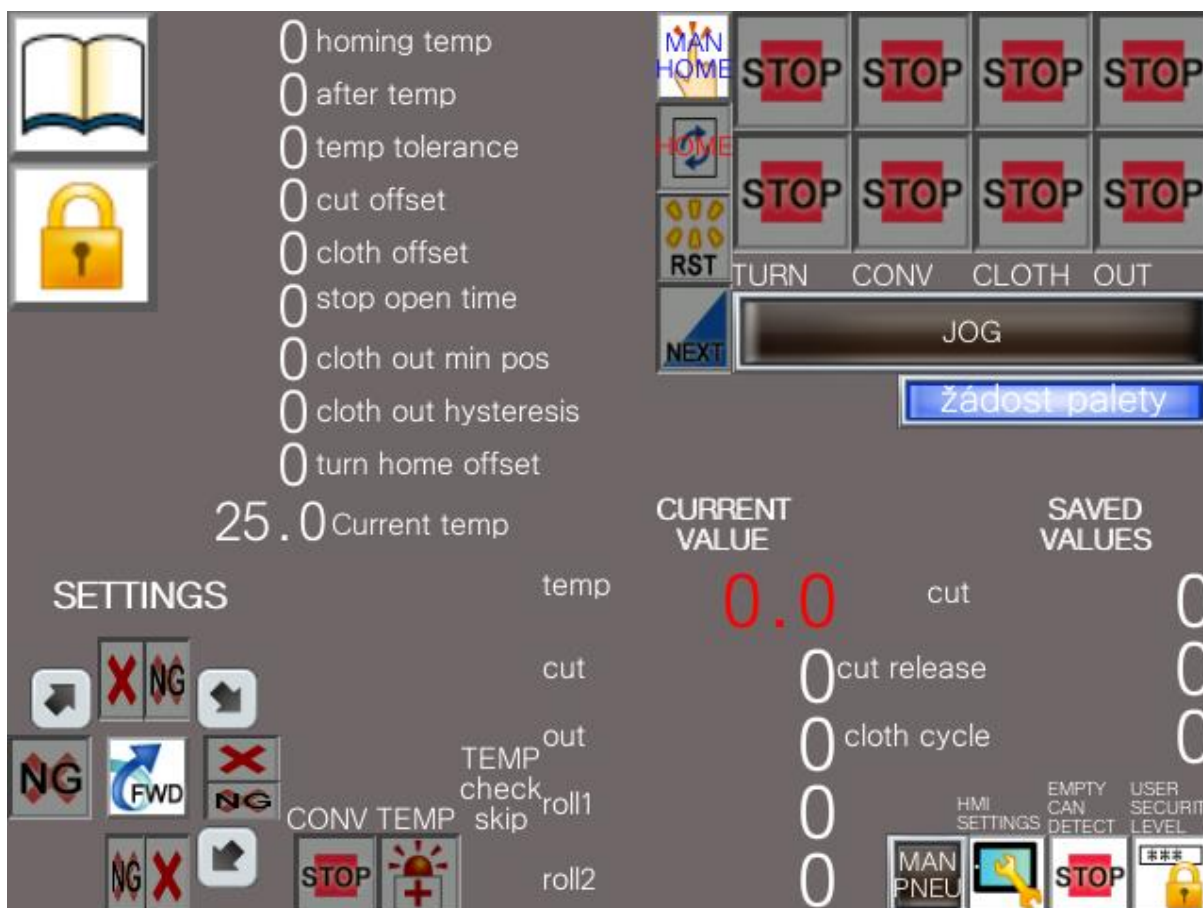 0 homing temp
0 after temp
0 temp tolerance
0 cut offset
0 cloth offset
0 stop open time
0 cloth out min pos
0 cloth out hysteresis
0 turn home offset
25.0 Current temp
MAN
HOME
STOP STOP STOP STOP
HOME
STOP STOP STOP STOP
RST
TURN CONV CLOTH OUT
NEXT
JOG
žádost palety
CURRENT
VALUE
SAVED
VALUES
temp 0.0 cut 0
cut 0 cut release 0
out 0 cloth cycle 0
roll1 0
roll2 0
SETTINGS
X NG
NG
FWD
X
NG
NG X
CONV TEMP
STOP
TEMP
check
skip
MAN
PNEU
HMI
SETTINGS
EMPTY
CAN
DETECT
STOP
USER
SECURIT
LEVEL
***